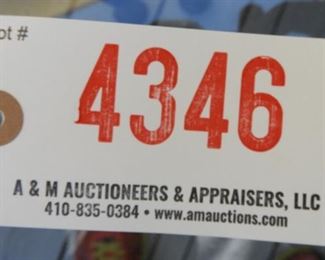 ot #
4346
A & M AUCTIONEERS & APPRAISERS, LLC
410-835-0384 • www.amauctions.com